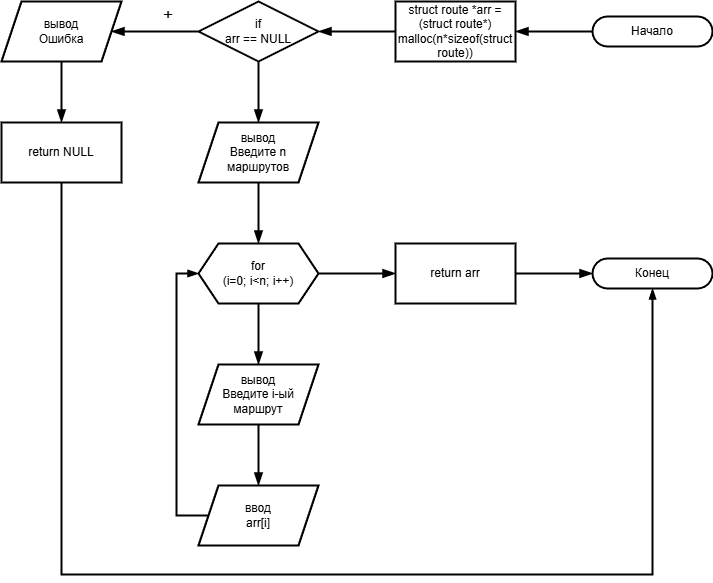 вывод
Ошибка
+
if
arr == NULL
struct route *arr =
(struct route*)
malloc(n*sizeof(struct
route))
Начало
return NULL
вывод
Введите n
маршрутов
for
(i=0; i<n; i++)
return arr
Конец
вывод
Введите i-ый
маршрут
ввод
arr[i]